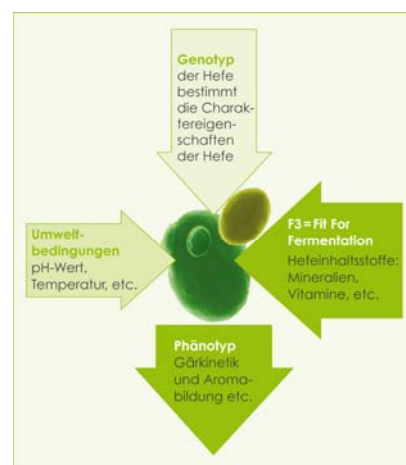 Genotyp
der Hefe
bestimmt
die Charak-
tereigen-
schaften
der Hefe
Umwelt-
bedingungen
pH-Wert,
Temperatur, etc.
F3=Fit For
Fermentation
Hefeinhaltsstoffe:
Mineralien,
Vitamine, etc.
Phänotyp
Gärkinetik
und Aroma-
bildung etc.